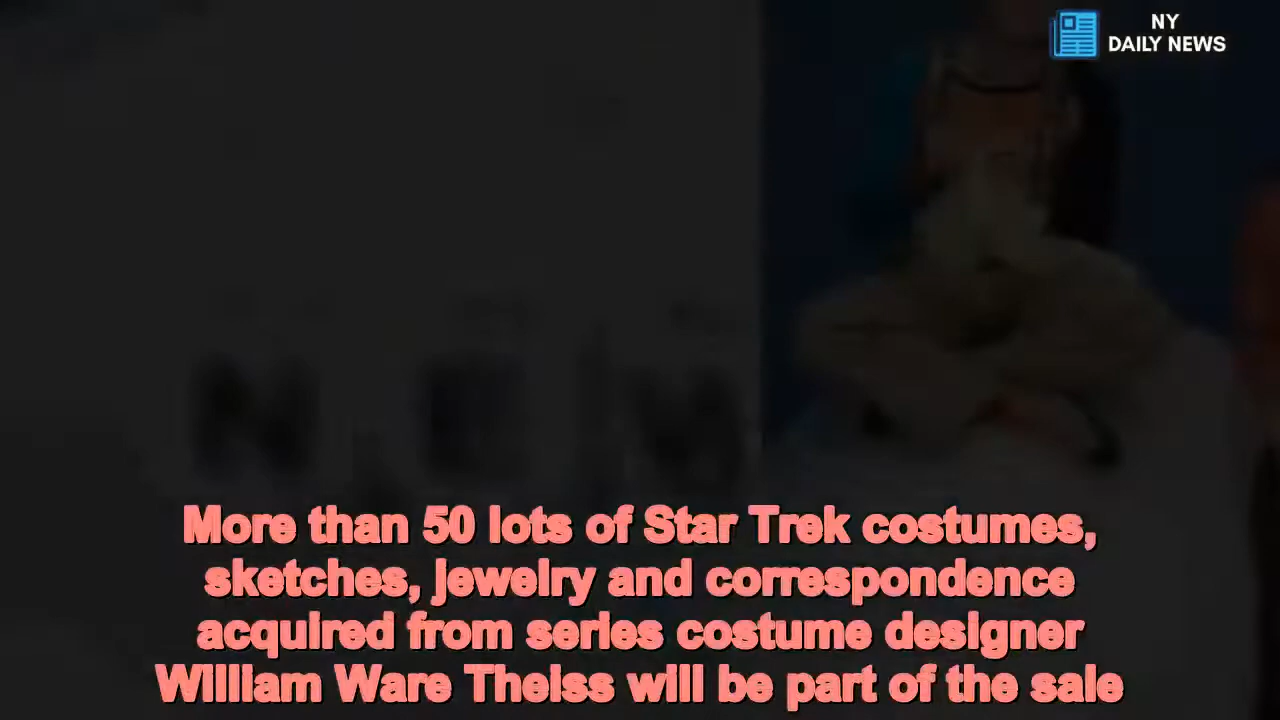 NY
DAILY NEWS
More than 50 lots of Star Trek costumes,
sketches, jewelry and correspondence
acquired from series costume designer
William Ware Theiss will be part of the sale